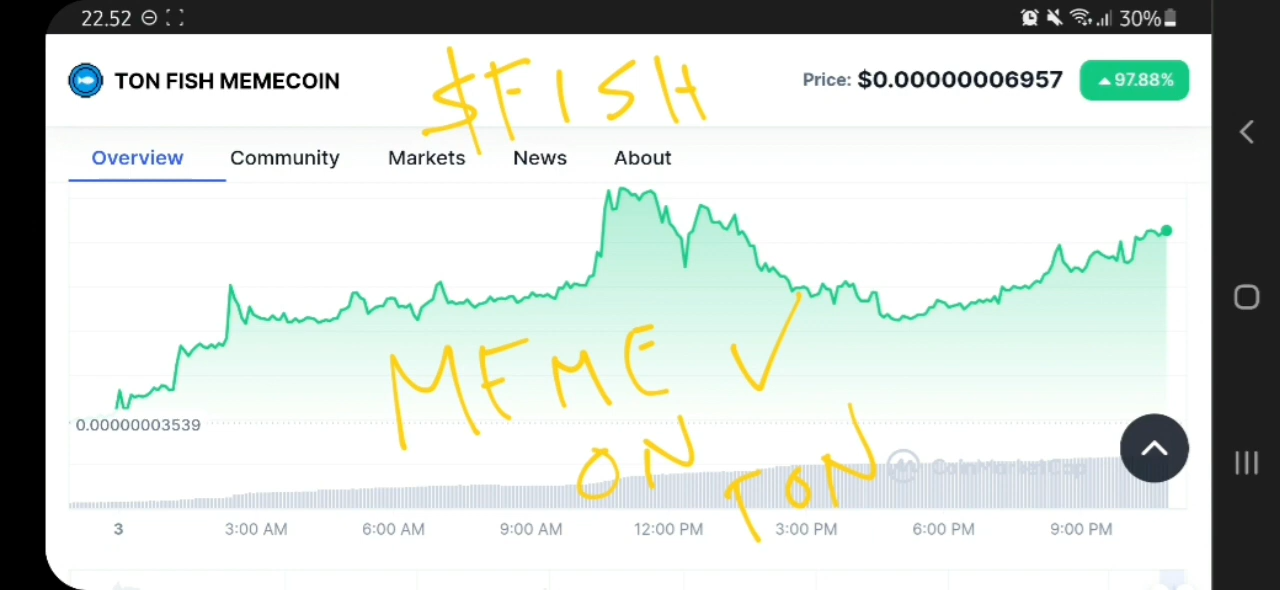 22.52 30%
TON FISH MEMECOIN $FISH Price: $0.00000006957 97.88%
Overview Community Markets News About
MEME
0.00000003539
ON
TON
CoinMarketCap
3 3:00 AM 6:00 AM 9:00 AM 12:00 PM 3:00 PM 6:00 PM 9:00 PM